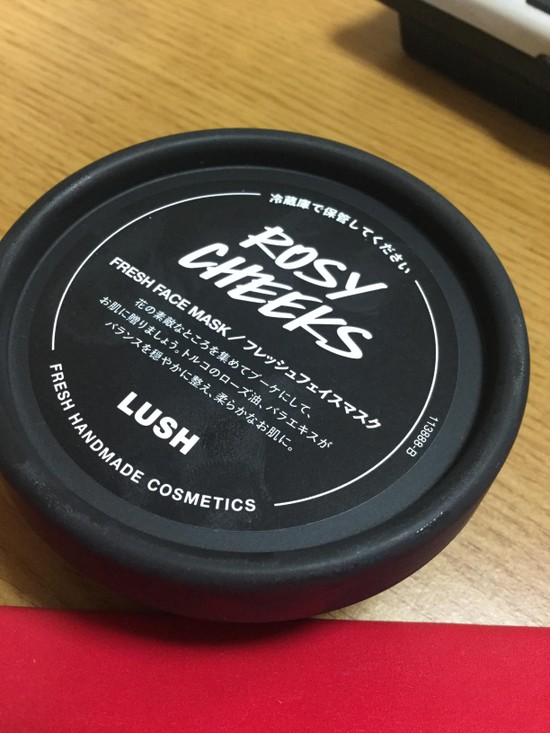 冷蔵庫で保管してください
ROSY
CHEEKS
FRESH FACE MASK / フレッシュフェイスマスク
花の素敵なところを集めてブーケにして、
お肌に贈りましょう。トルコのローズ油、バラエキスが
バランスを穏やかに整え、柔らかなお肌に。
LUSH
FRESH HANDMADE COSMETICS
113888-B